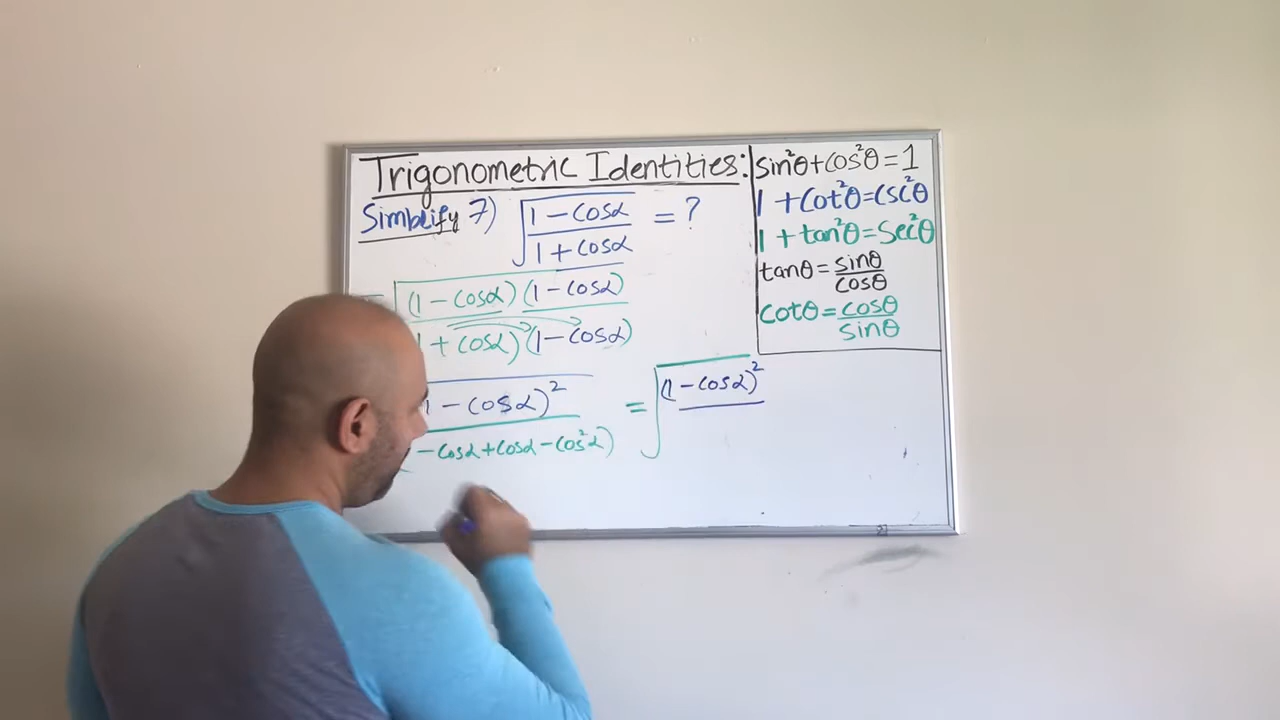 Trigonometric Identities:
Simplify 7) √(1-cosα / 1+cosα) = ?
√((1-cosα)(1-cosα)
1+cosα)(1-cosα)
1-cosα)²
-cosα+cosα-cos²α)
= √((1-cosα)²
sin²θ+cos²θ=1
1+cot²θ=csc²θ
1+tan²θ=sec²θ
tanθ=sinθ/cosθ
cotθ=cosθ/sinθ